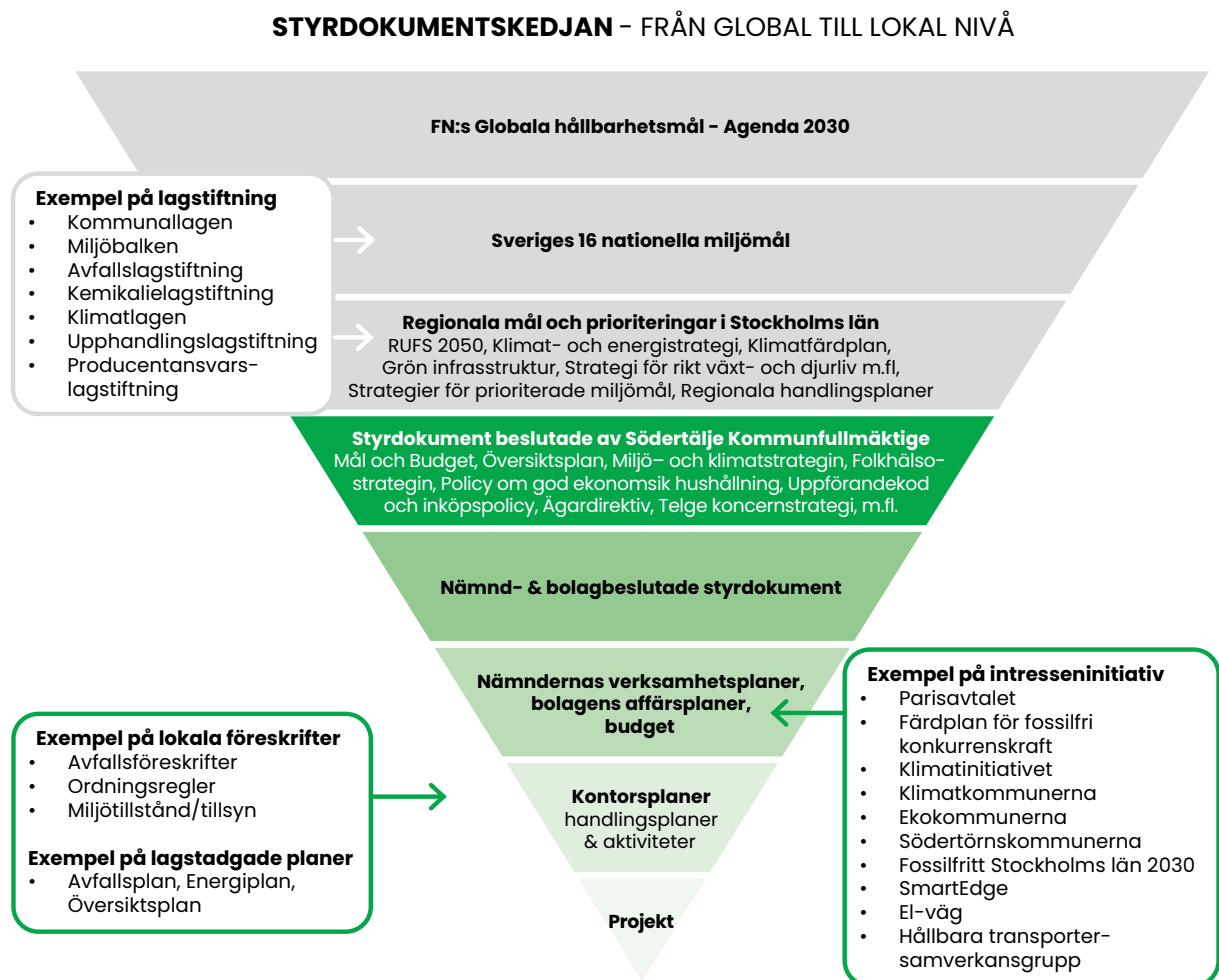 STYRDOKUMENTSKEDJAN - FRÅN GLOBAL TILL LOKAL NIVÅ
FN:s Globala hållbarhetsmål - Agenda 2030
Exempel på lagstiftning
• Kommunallagen
• Miljöbalken
• Avfallslagstiftning
• Kemikalielagstiftning
• Klimatlagen
• Upphandlingslagstiftning
• Producentansvars-
lagstiftning
Sveriges 16 nationella miljömål
Regionala mål och prioriteringar i Stockholms län
RUFS 2050, Klimat- och energistrategi, Klimatfärdplan,
Grön infrasstruktur, Strategi för rikt växt- och djurliv m.fl,
Strategier för prioriterade miljömål, Regionala handlingsplaner
Styrdokument beslutade av Södertälje Kommunfullmäktige
Mål och Budget, Översiktsplan, Miljö– och klimatstrategin, Folkhälso-
strategin, Policy om god ekonomsik hushållning, Uppförandekod
och inköpspolicy, Ägardirektiv, Telge koncernstrategi, m.fl.
Nämnd- & bolagbeslutade styrdokument
Nämndernas verksamhetsplaner,
bolagens affärsplaner,
budget
Exempel på intresseninitiativ
• Parisavtalet
• Färdplan för fossilfri
konkurrenskraft
• Klimatinitiativet
• Klimatkommunerna
• Ekokommunerna
• Södertörnskommunerna
• Fossilfritt Stockholms län 2030
• SmartEdge
• El-väg
• Hållbara transporter-
samverkansgrupp
Exempel på lokala föreskrifter
• Avfallsföreskrifter
• Ordningsregler
• Miljötillstånd/tillsyn
Exempel på lagstadgade planer
• Avfallsplan, Energiplan,
Översiktsplan
Kontorsplaner
handlingsplaner
& aktiviteter
Projekt